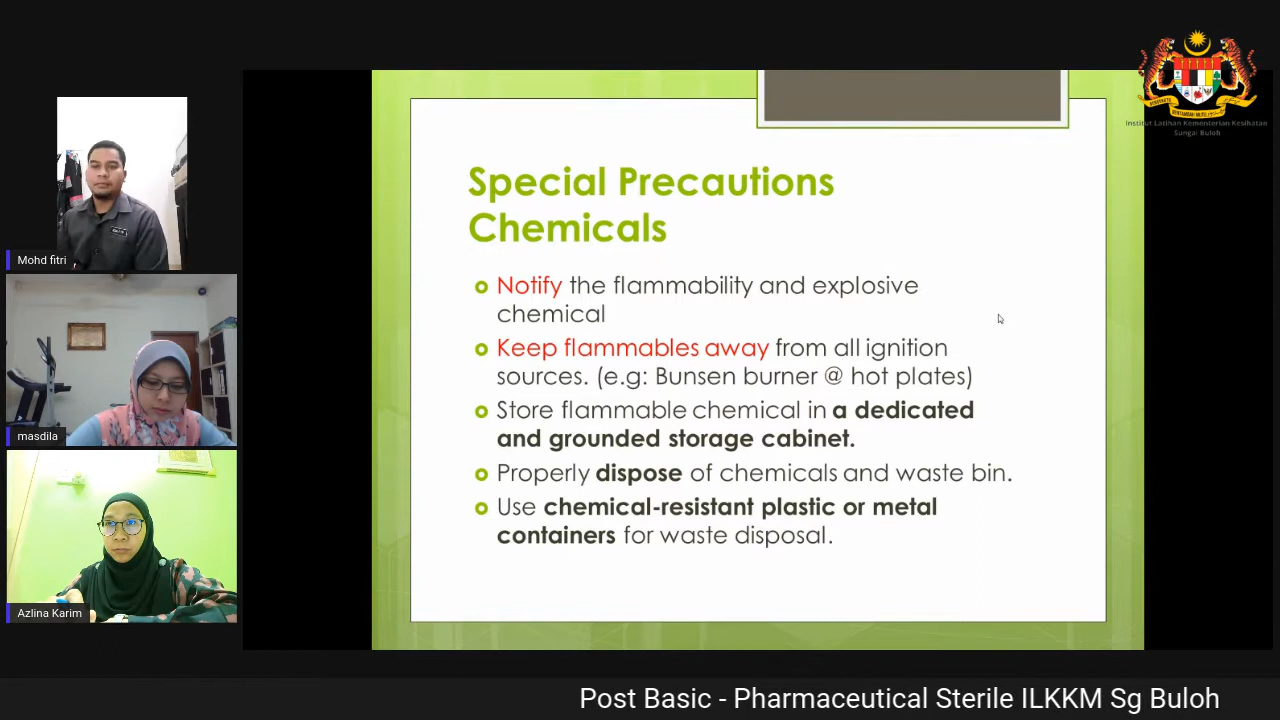 Institut Latihan Kementerian Kesihatan
Sungai Buloh
Mohd fitri
masdila
Azlina Karim
Special Precautions
Chemicals
Notify the flammability and explosive
chemical
Keep flammables away from all ignition
sources. (e.g: Bunsen burner @ hot plates)
Store flammable chemical in a dedicated
and grounded storage cabinet.
Properly dispose of chemicals and waste bin.
Use chemical-resistant plastic or metal
containers for waste disposal.
Post Basic - Pharmaceutical Sterile ILKKM Sg Buloh